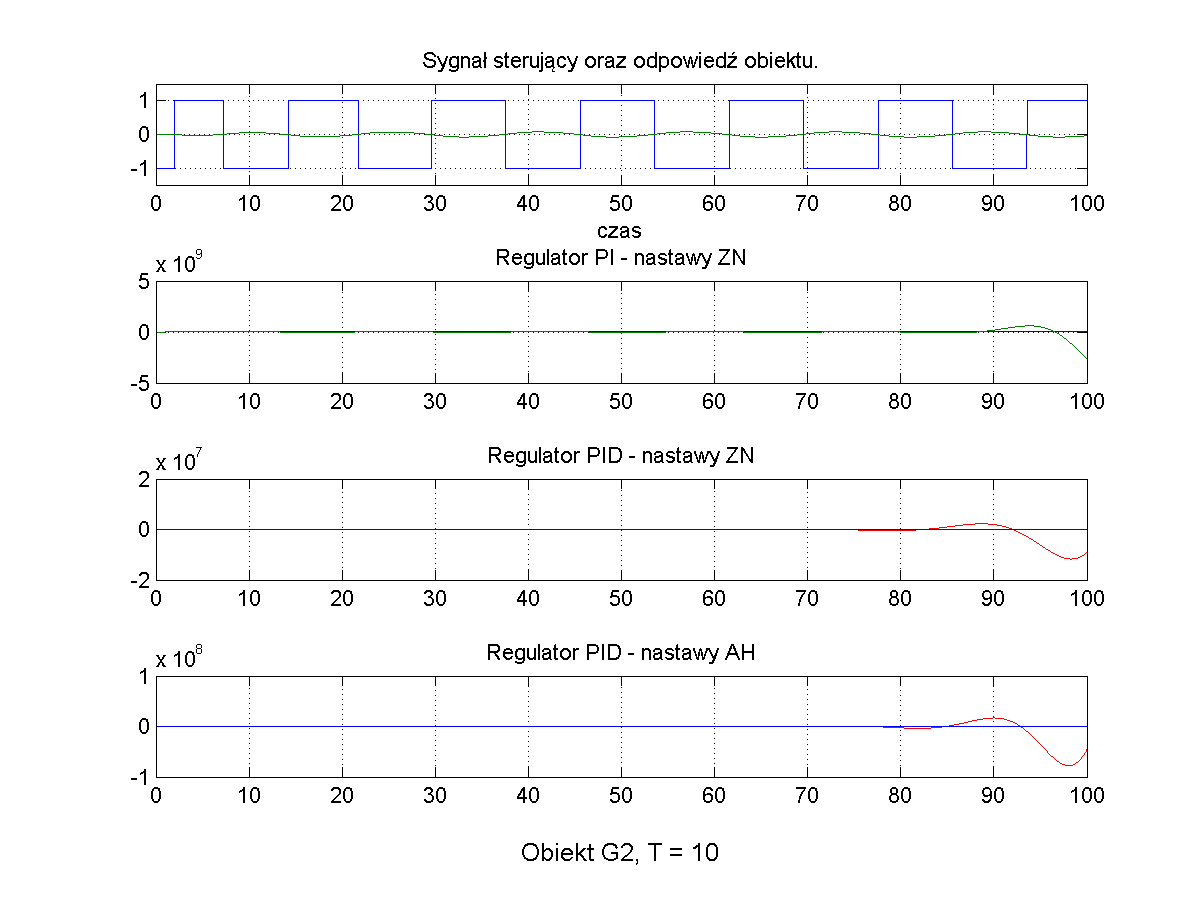 Sygnał sterujący oraz odpowiedź obiektu.
1
0
-1
0 10 20 30 40 50 60 70 80 90 100
czas
Regulator PI - nastawy ZN
x 10^9
5
0
-5
0 10 20 30 40 50 60 70 80 90 100
Regulator PID - nastawy ZN
x 10^7
2
0
-2
0 10 20 30 40 50 60 70 80 90 100
Regulator PID - nastawy AH
x 10^8
1
0
-1
0 10 20 30 40 50 60 70 80 90 100
Obiekt G2, T = 10